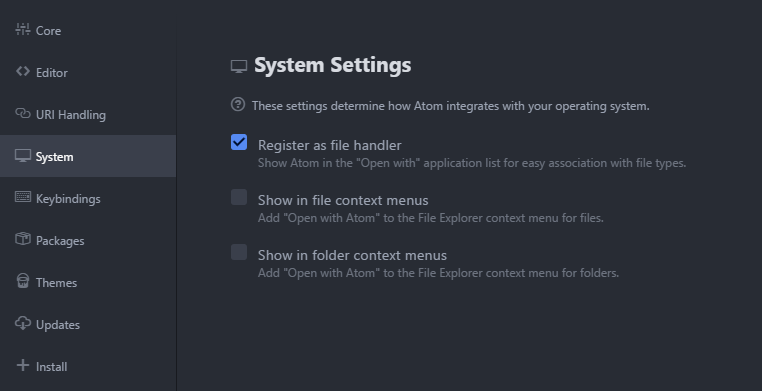 Core
Editor
URI Handling
System
Keybindings
Packages
Themes
Updates
Install
System Settings
These settings determine how Atom integrates with your operating system.
Register as file handler
Show Atom in the "Open with" application list for easy association with file types.
Show in file context menus
Add "Open with Atom" to the File Explorer context menu for files.
Show in folder context menus
Add "Open with Atom" to the File Explorer context menu for folders.